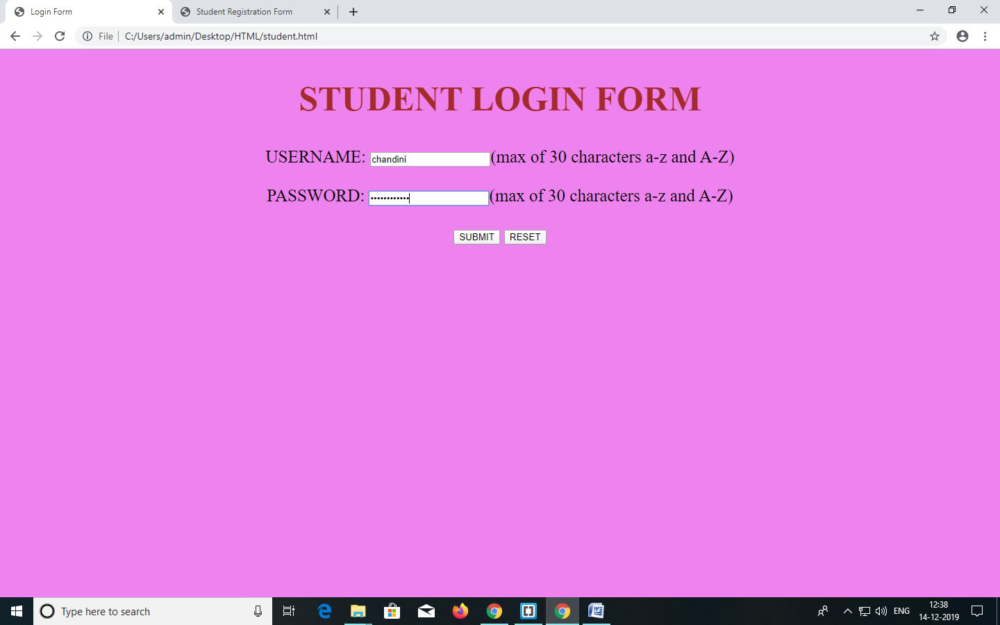 Login Form
Student Registration Form
File
C:/Users/admin/Desktop/HTML/student.html
STUDENT LOGIN FORM
USERNAME: chandini (max of 30 characters a-z and A-Z)
PASSWORD: •••••••••••• (max of 30 characters a-z and A-Z)
SUBMIT RESET
Type here to search
ENG
12:38
14-12-2019